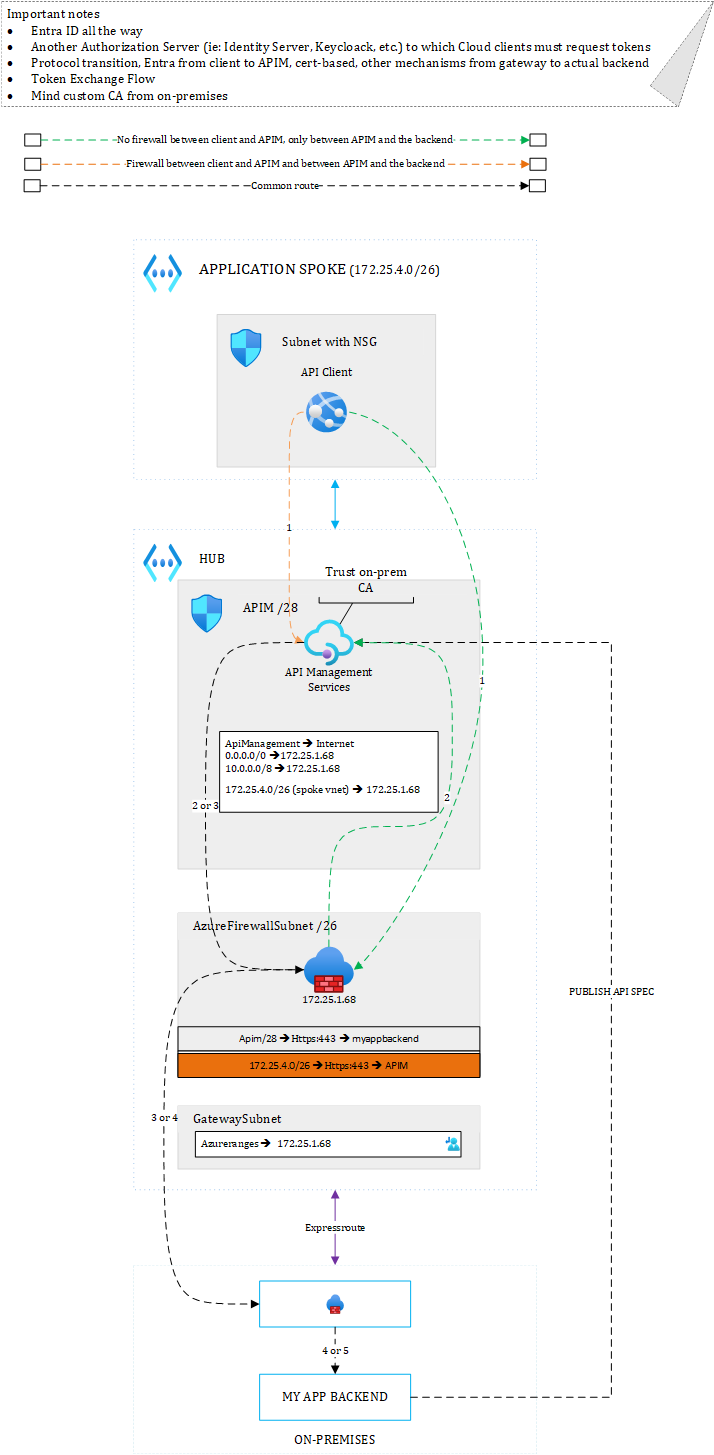 Important notes
• Entra ID all the way
• Another Authorization Server (ie: Identity Server, Keycloack, etc.) to which Cloud clients must request tokens
• Protocol transition, Entra from client to APIM, cert-based, other mechanisms from gateway to actual backend
• Token Exchange Flow
• Mind custom CA from on-premises
No firewall between client and APIM, only between APIM and the backend
Firewall between client and APIM and between APIM and the backend
Common route
APPLICATION SPOKE (172.25.4.0/26)
Subnet with NSG
API Client
1
HUB
Trust on-prem
CA
APIM /28
API Management
Services
1
ApiManagement → Internet
0.0.0.0/0 →172.25.1.68
10.0.0.0/8 →172.25.1.68
172.25.4.0/26 (spoke vnet) → 172.25.1.68
2
2 or 3
AzureFirewallSubnet /26
172.25.1.68
PUBLISH API SPEC
Apim/28 →Https:443 → myappbackend
172.25.4.0/26 →Https:443 → APIM
3 or 4
GatewaySubnet
Azureranges → 172.25.1.68
Expressroute
4 or 5
MY APP BACKEND
ON-PREMISES